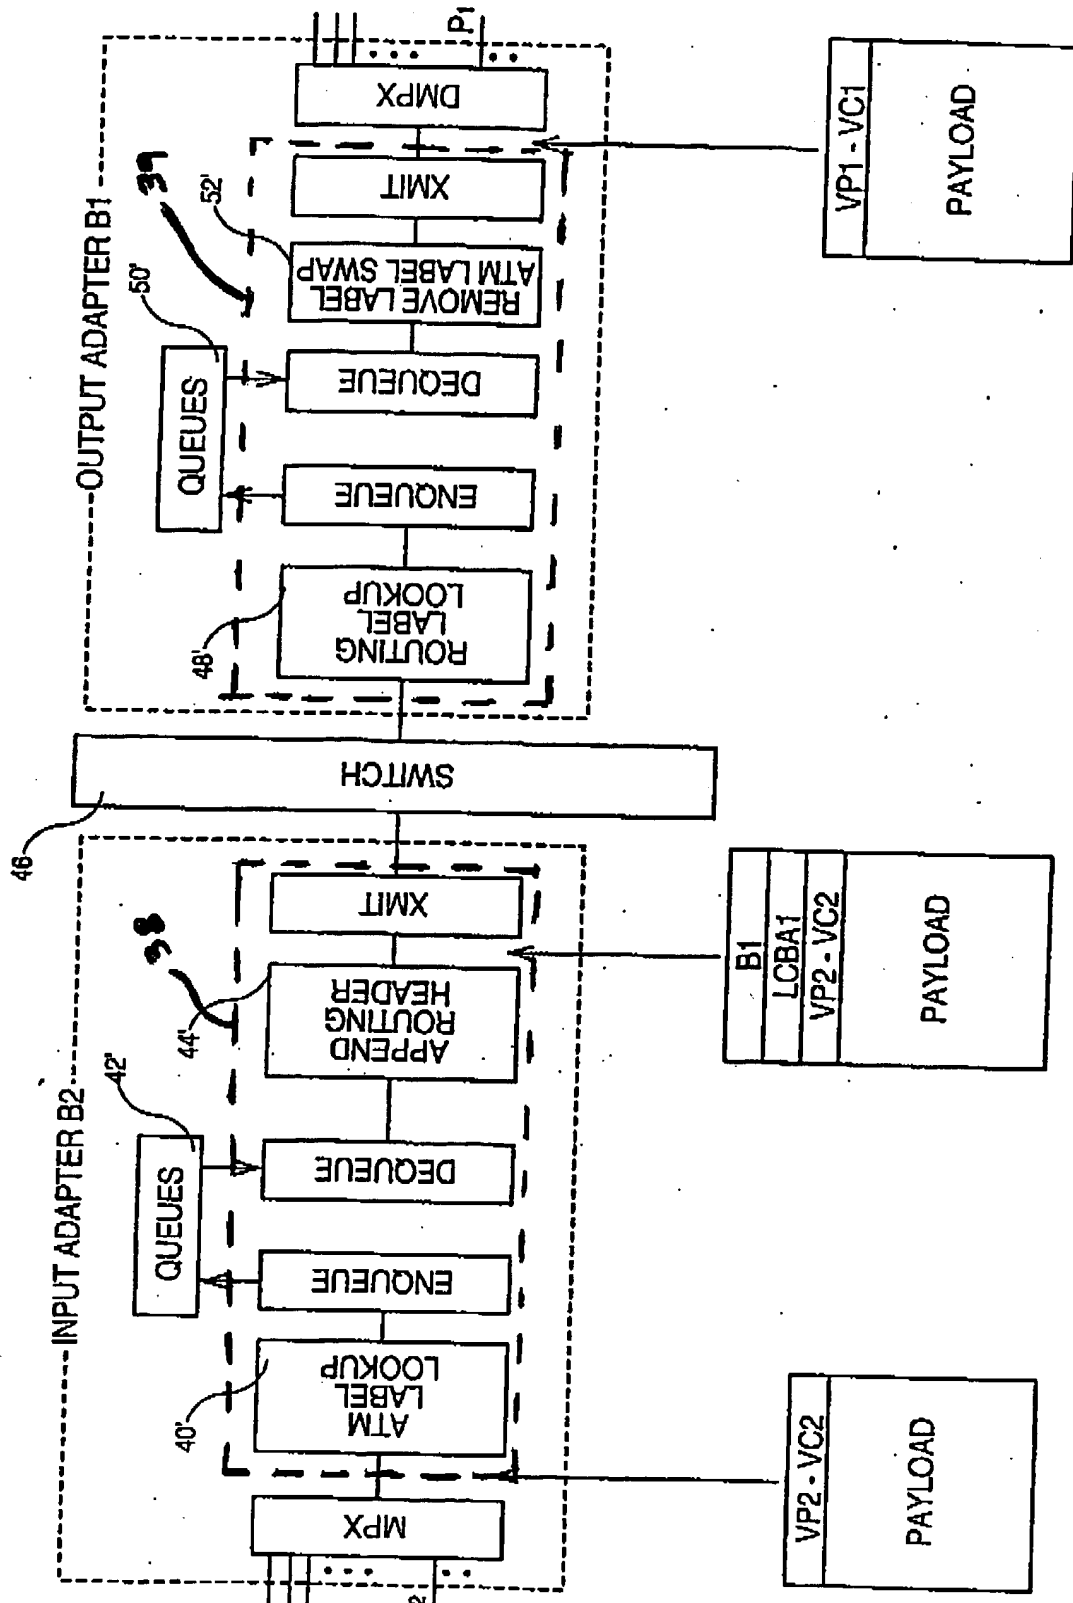 INPUT ADAPTER B2
MPX
2
40'
ATM
LABEL
LOOKUP
ENQUEUE
QUEUES
42'
DEQUEUE
38
44'
APPEND
ROUTING
HEADER
XMIT
46
SWITCH
OUTPUT ADAPTER B1
48'
ROUTING
LABEL
LOOKUP
ENQUEUE
QUEUES
50'
DEQUEUE
39
52'
REMOVE LABEL
ATM LABEL SWAP
XMIT
DMPX
P1
VP2 - VC2
PAYLOAD
B1
LCBA1
VP2 - VC2
PAYLOAD
VP1 - VC1
PAYLOAD